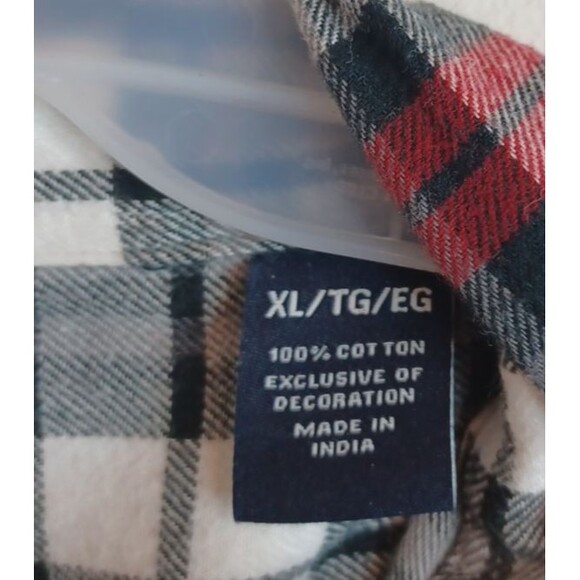 XL/TG/EG
100% COTTON
EXCLUSIVE OF
DECORATION
MADE IN
INDIA